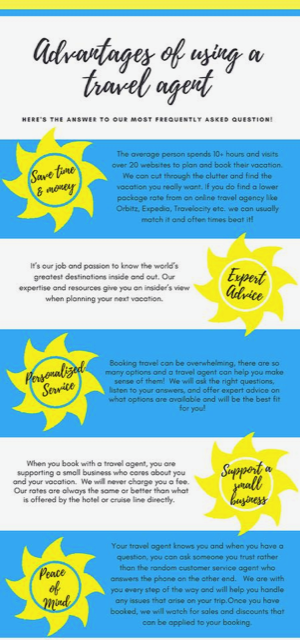 Advantages of using a
travel agent
HERE'S THE ANSWER TO OUR MOST FREQUENTLY ASKED QUESTION!
Save time
& money
The average person spends 10+ hours and visits
over 20 websites to plan and book their vacation.
We can cut through the clutter and find the
vacation you really want. If you do find a lower
package rate from an online travel agency like
Orbitz, Expedia, Travelocity etc. we can usually
match it and often times beat it!
It's our job and passion to know the world's
greatest destinations inside and out. Our
expertise and resources give you an insider's view
when planning your next vacation.
Expert
Advice
Personalized
Service
Booking travel can be overwhelming, there are so
many options and a travel agent can help you make
sense of them! We will ask the right questions,
listen to your answers, and offer expert advice on
what options are available and will be the best fit
for you!
When you book with a travel agent, you are
supporting a small business who cares about you
and your vacation. We will never charge you a fee.
Our rates are always the same or better than what
is offered by the hotel or cruise line directly.
Support a
small
business
Peace
of
Mind
Your travel agent knows you and when you have a
question, you can ask someone you trust rather
than the random customer service agent who
answers the phone on the other end. We are with
you every step of the way and will help you handle
any issues that arise on your trip.Once you have
booked, we will watch for sales and discounts that
can be applied to your booking.